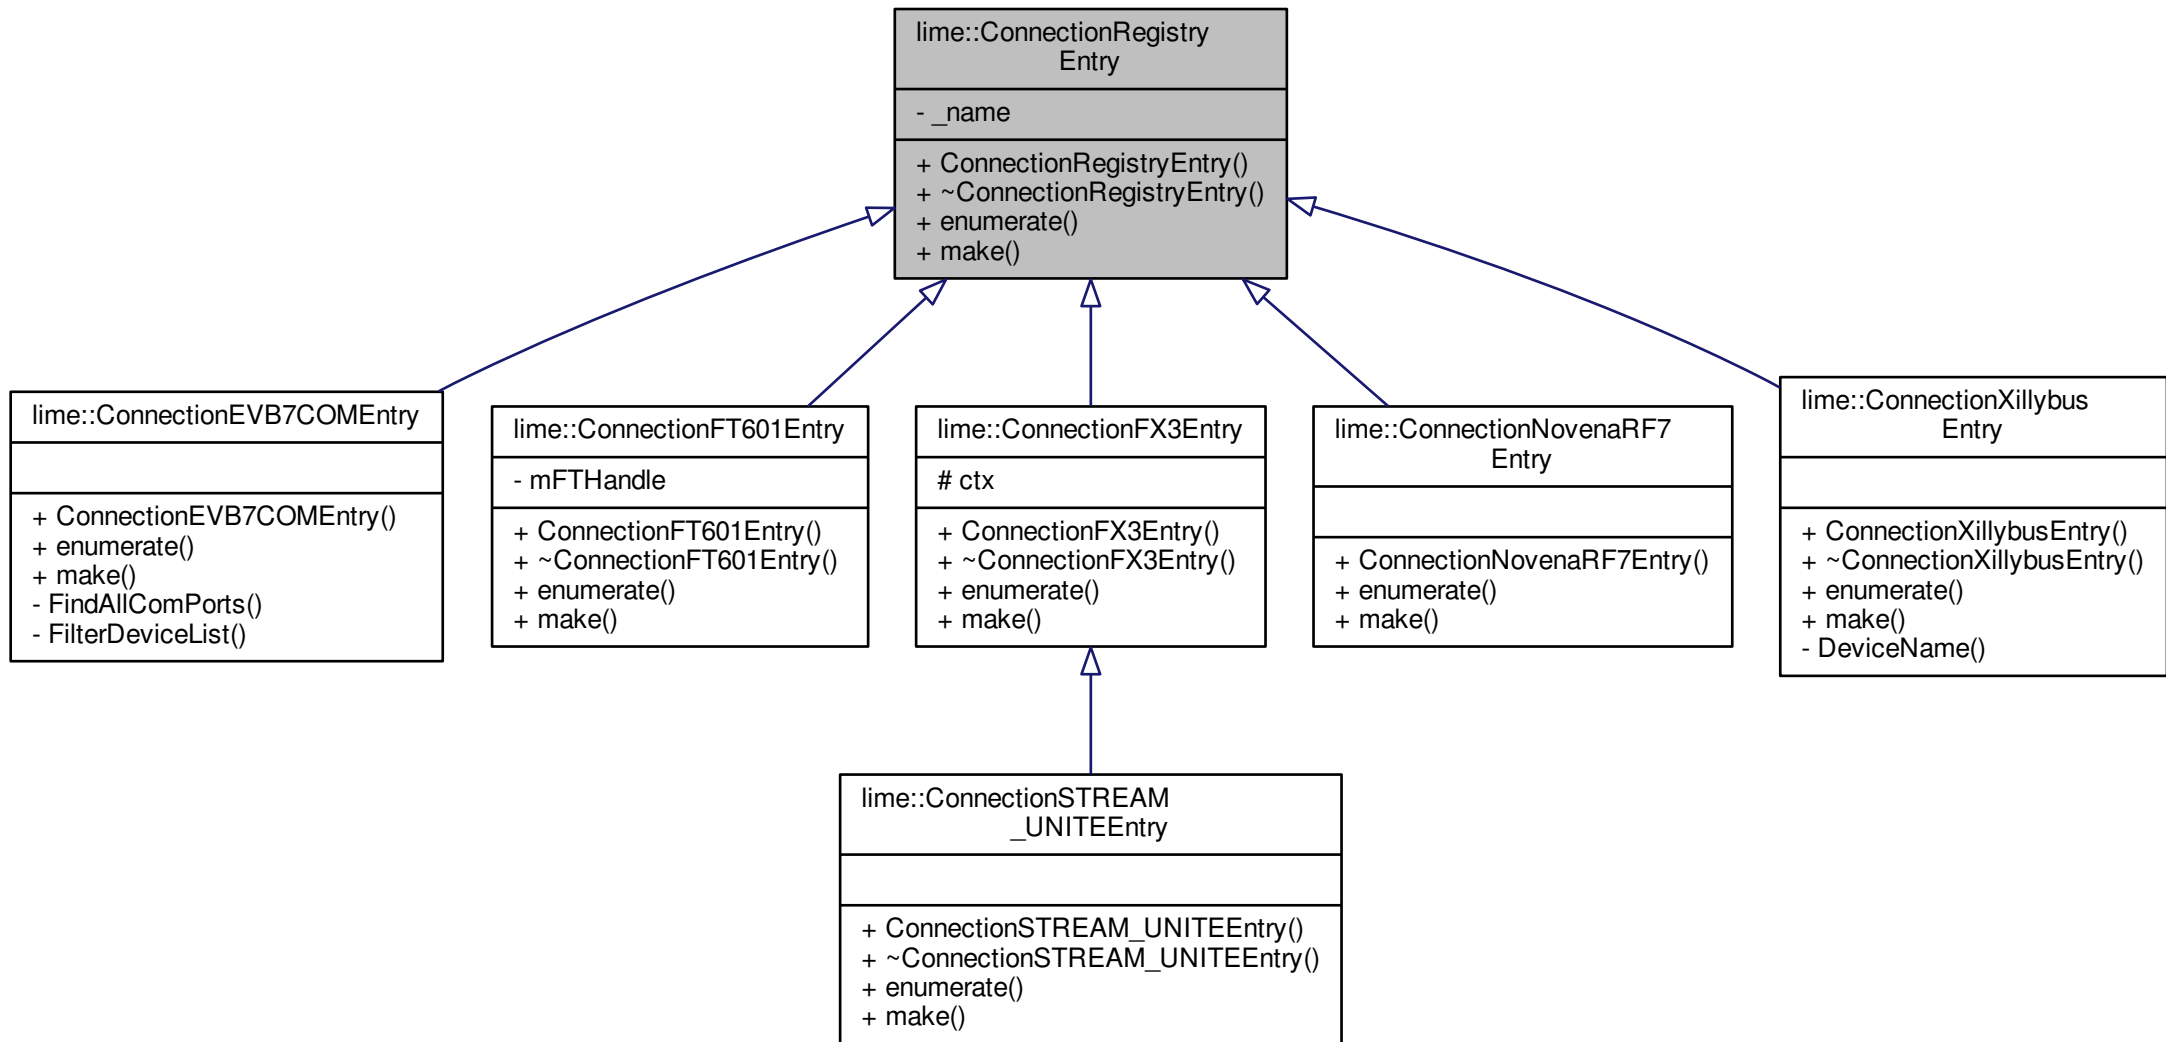 lime::ConnectionRegistry
Entry
- _name
+ ConnectionRegistryEntry()
+ ~ConnectionRegistryEntry()
+ enumerate()
+ make()
lime::ConnectionEVB7COMEntry
+ ConnectionEVB7COMEntry()
+ enumerate()
+ make()
- FindAllComPorts()
- FilterDeviceList()
lime::ConnectionFT601Entry
- mFTHandle
+ ConnectionFT601Entry()
+ ~ConnectionFT601Entry()
+ enumerate()
+ make()
lime::ConnectionFX3Entry
# ctx
+ ConnectionFX3Entry()
+ ~ConnectionFX3Entry()
+ enumerate()
+ make()
lime::ConnectionNovenaRF7
Entry
+ ConnectionNovenaRF7Entry()
+ enumerate()
+ make()
lime::ConnectionXillybus
Entry
+ ConnectionXillybusEntry()
+ ~ConnectionXillybusEntry()
+ enumerate()
+ make()
- DeviceName()
lime::ConnectionSTREAM
_UNITEEntry
+ ConnectionSTREAM_UNITEEntry()
+ ~ConnectionSTREAM_UNITEEntry()
+ enumerate()
+ make()